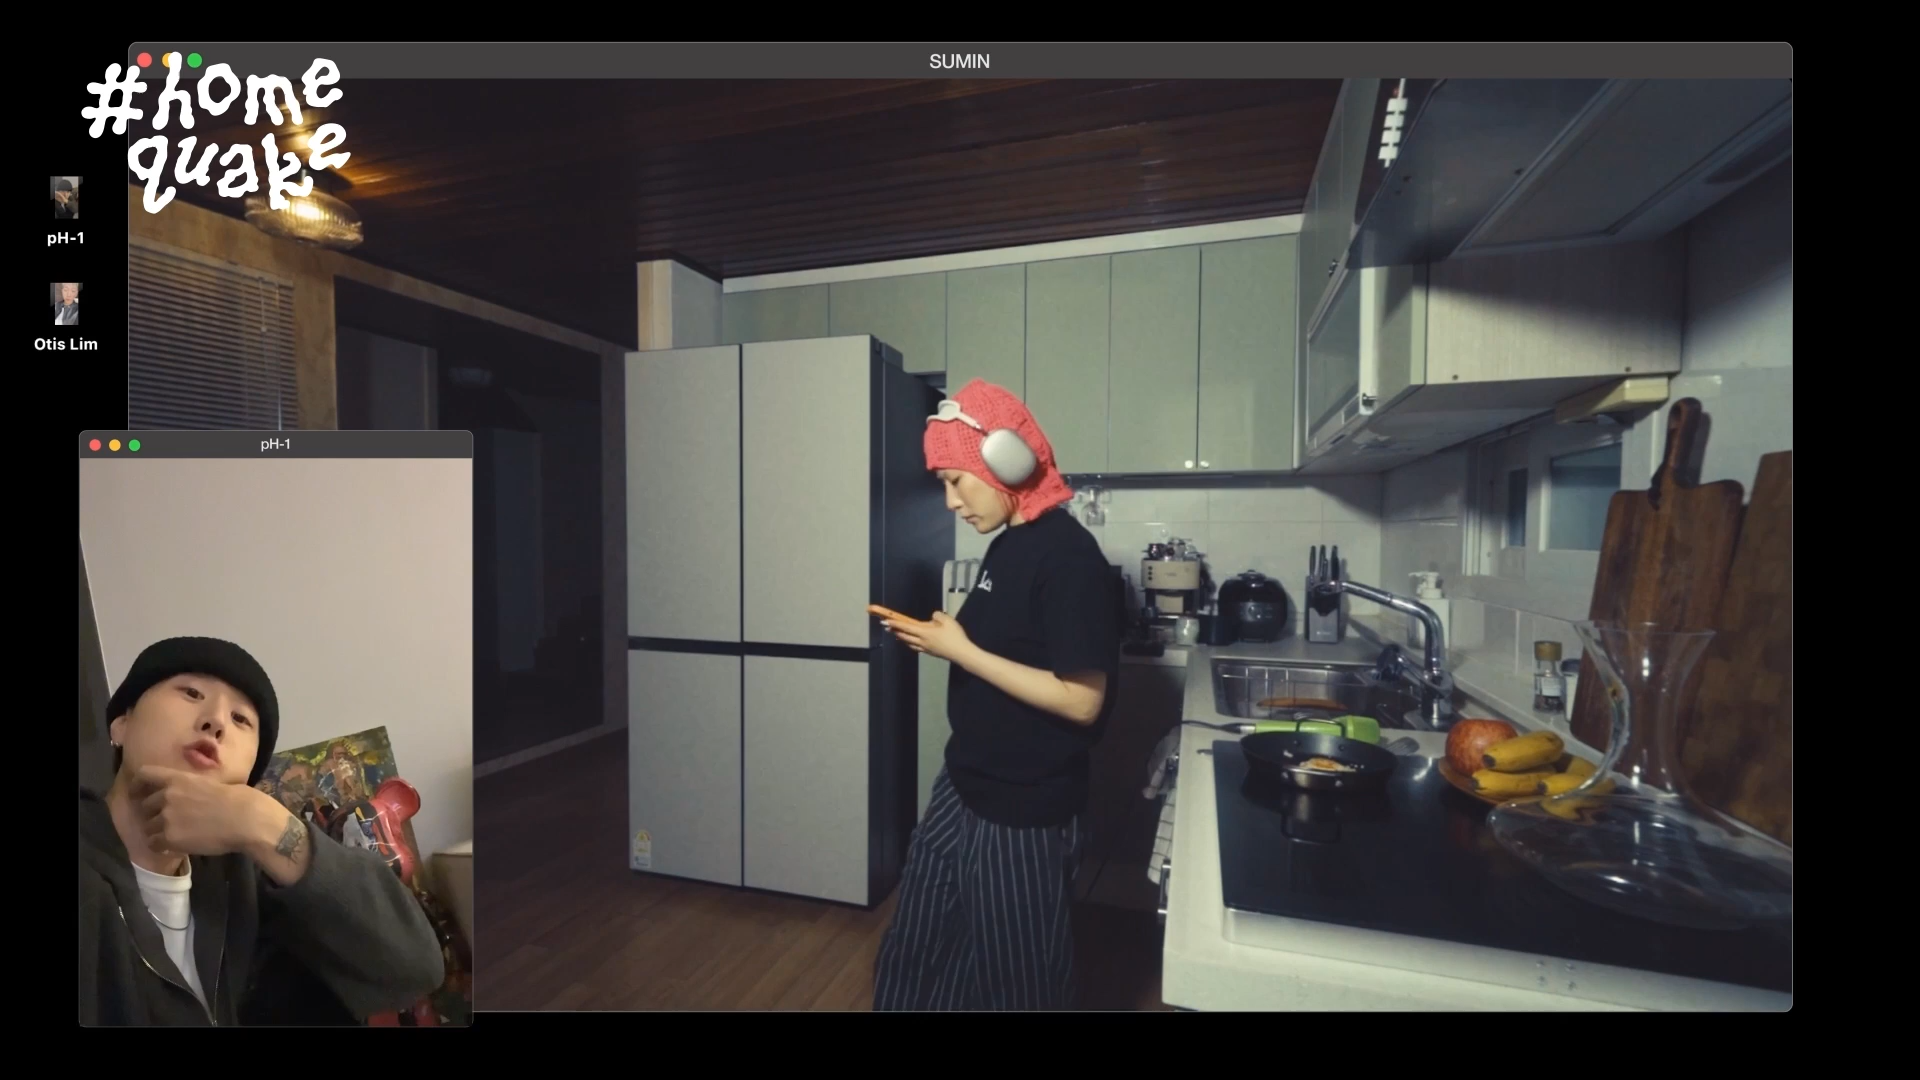 SUMIN
#home
quake
pH-1
Otis Lim
pH-1